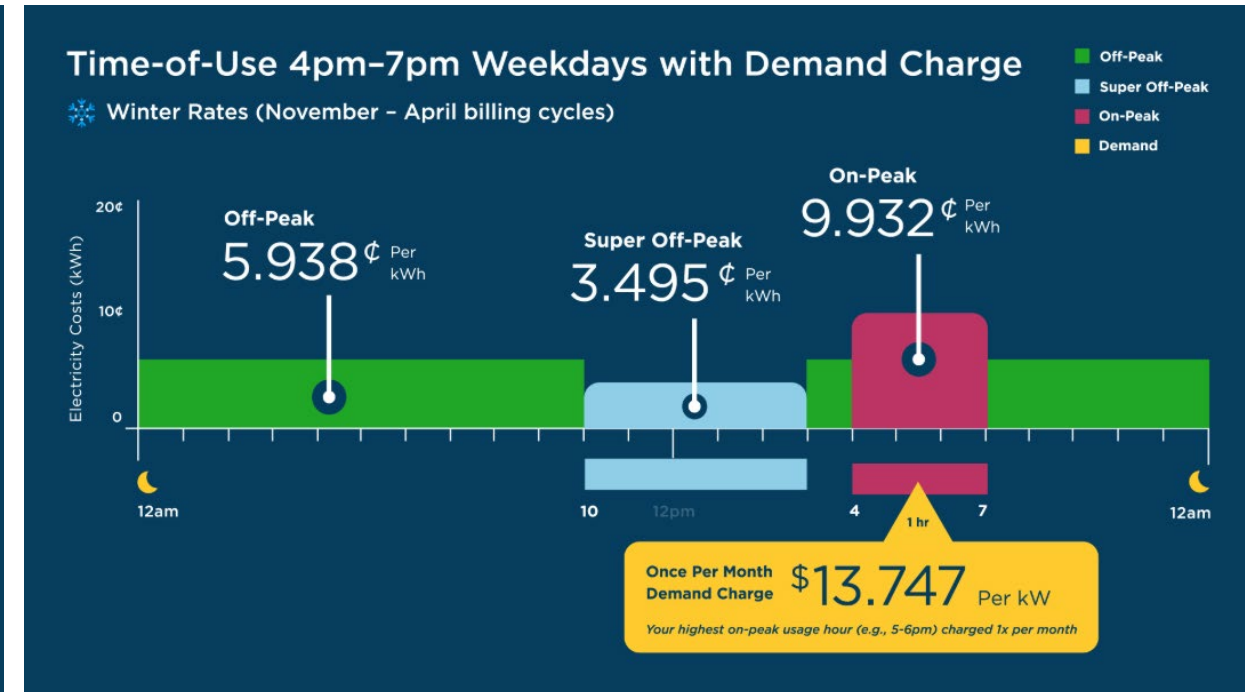 Time-of-Use 4pm–7pm Weekdays with Demand Charge
Winter Rates (November – April billing cycles)
Off-Peak
Super Off-Peak
On-Peak
Demand
Electricity Costs (kWh)
20¢
10¢
0
Off-Peak
5.938¢ Per kWh
Super Off-Peak
3.495¢ Per kWh
On-Peak
9.932¢ Per kWh
12am
10
12pm
4
7
12am
1 hr
Once Per Month
Demand Charge
$13.747 Per kW
Your highest on-peak usage hour (e.g., 5-6pm) charged 1x per month